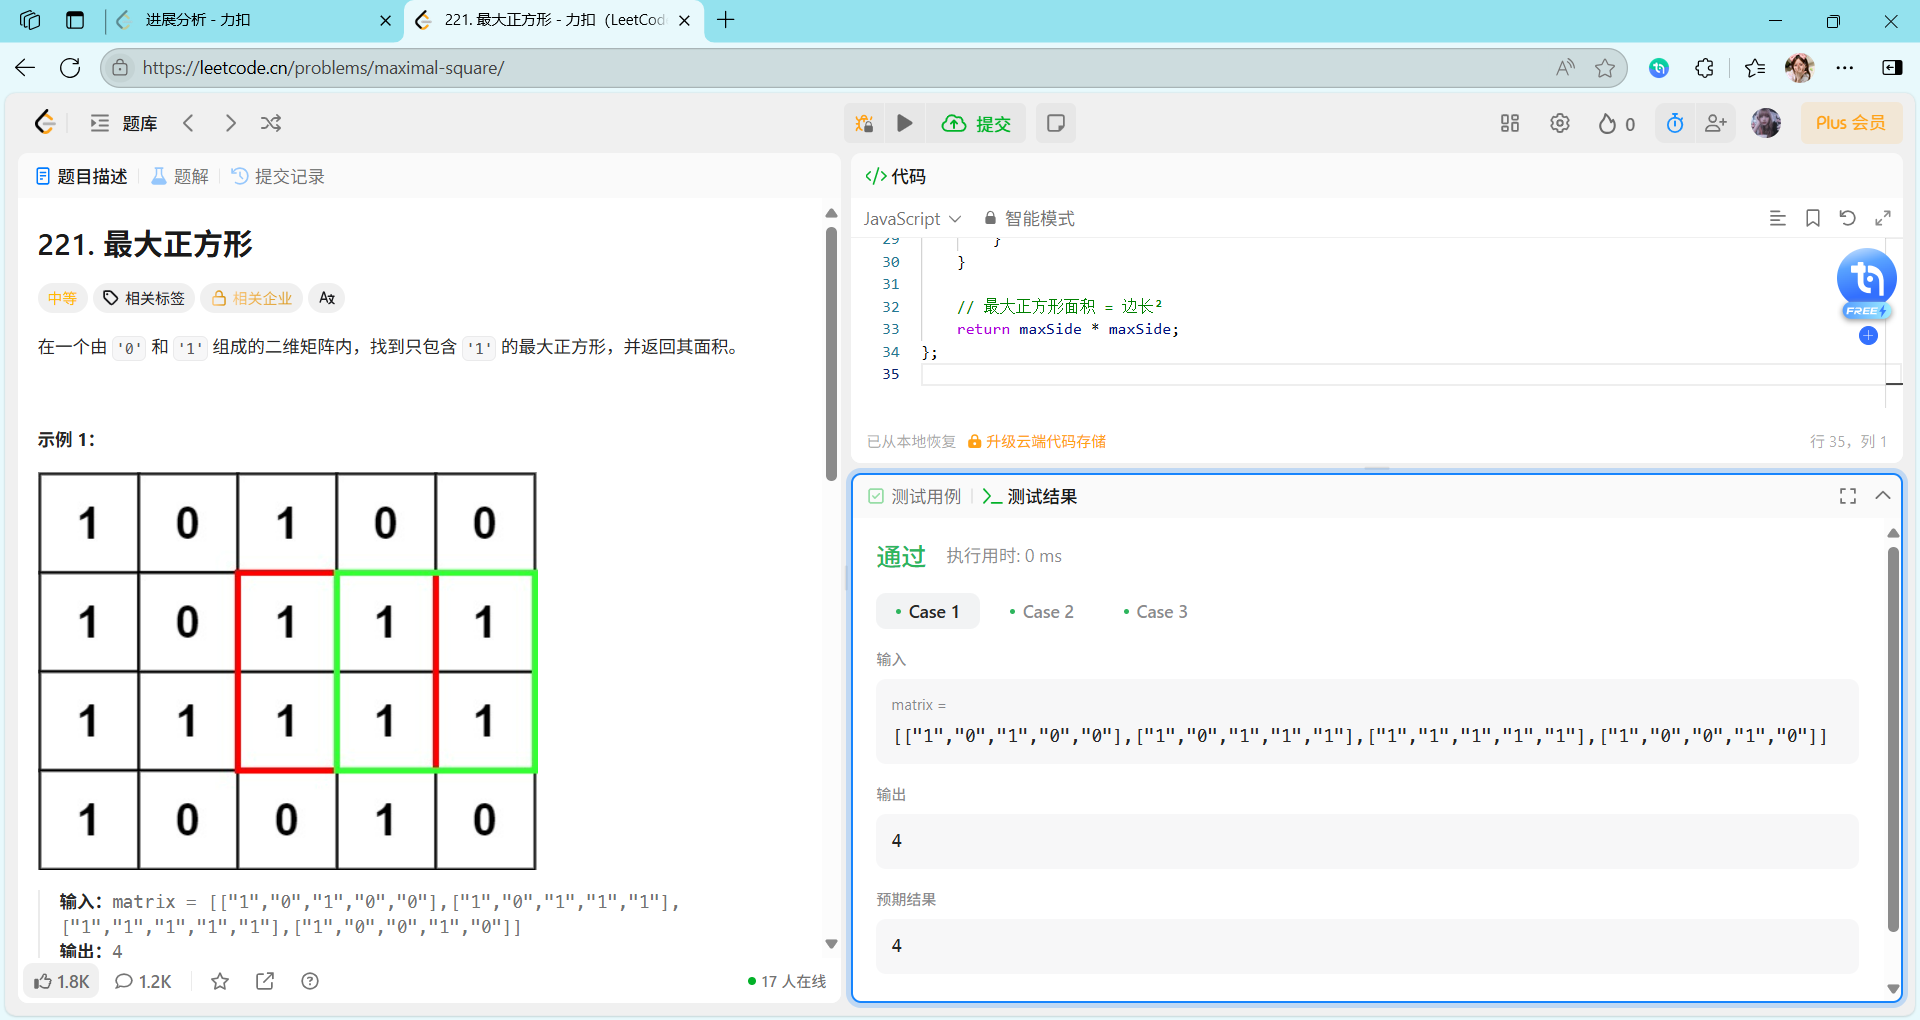 进展分析 - 力扣
221. 最大正方形 - 力扣（LeetCod
https://leetcode.cn/problems/maximal-square/
题库
提交
0
Plus 会员
题目描述
题解
提交记录
221. 最大正方形
中等
相关标签
相关企业
在一个由 '0' 和 '1' 组成的二维矩阵内，找到只包含 '1' 的最大正方形，并返回其面积。
示例 1：
1 0 1 0 0
1 0 1 1 1
1 1 1 1 1
1 0 0 1 0
输入：matrix = [["1","0","1","0","0"],["1","0","1","1","1"],
["1","1","1","1","1"],["1","0","0","1","0"]]
输出：4
1.8K
1.2K
17 人在线
</> 代码
JavaScript
智能模式
29 }
30 }
31
32 // 最大正方形面积 = 边长²
33 return maxSide * maxSide;
34 };
35
FREE
已从本地恢复
升级云端代码存储
行 35，列 1
测试用例
测试结果
通过
执行用时: 0 ms
Case 1
Case 2
Case 3
输入
matrix =
[["1","0","1","0","0"],["1","0","1","1","1"],["1","1","1","1","1"],["1","0","0","1","0"]]
输出
4
预期结果
4